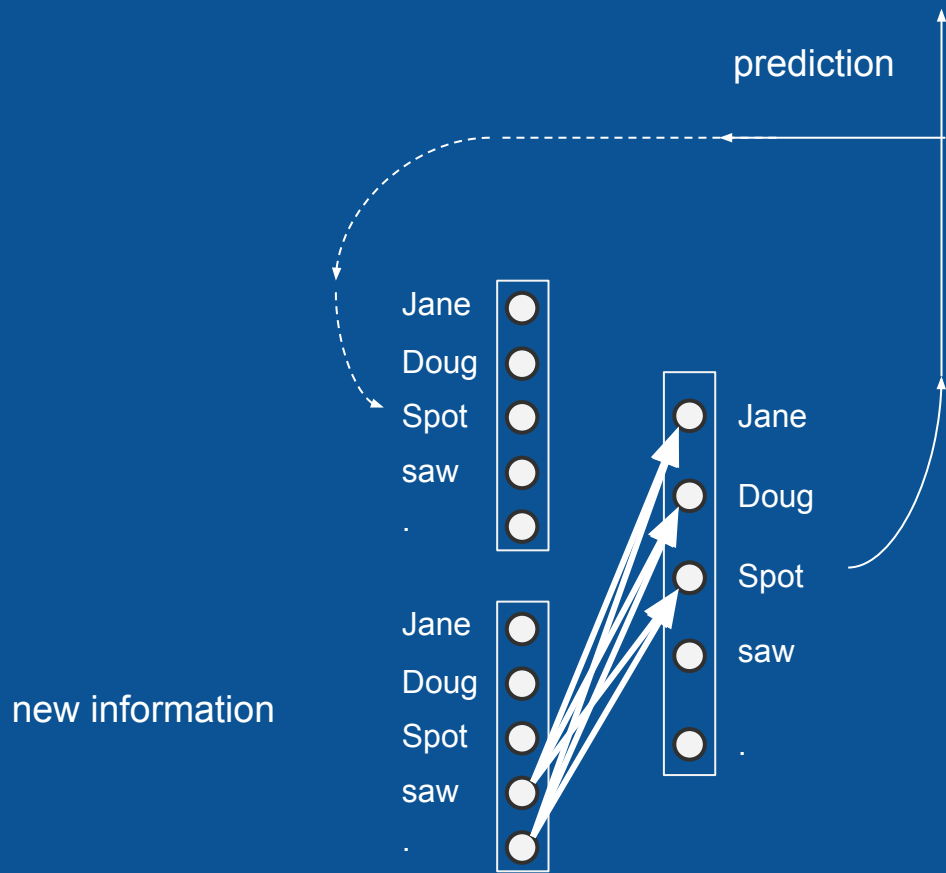 prediction
Jane
Doug
Spot
saw
.
Jane
Doug
Spot
saw
.
new information
Jane
Doug
Spot
saw
.